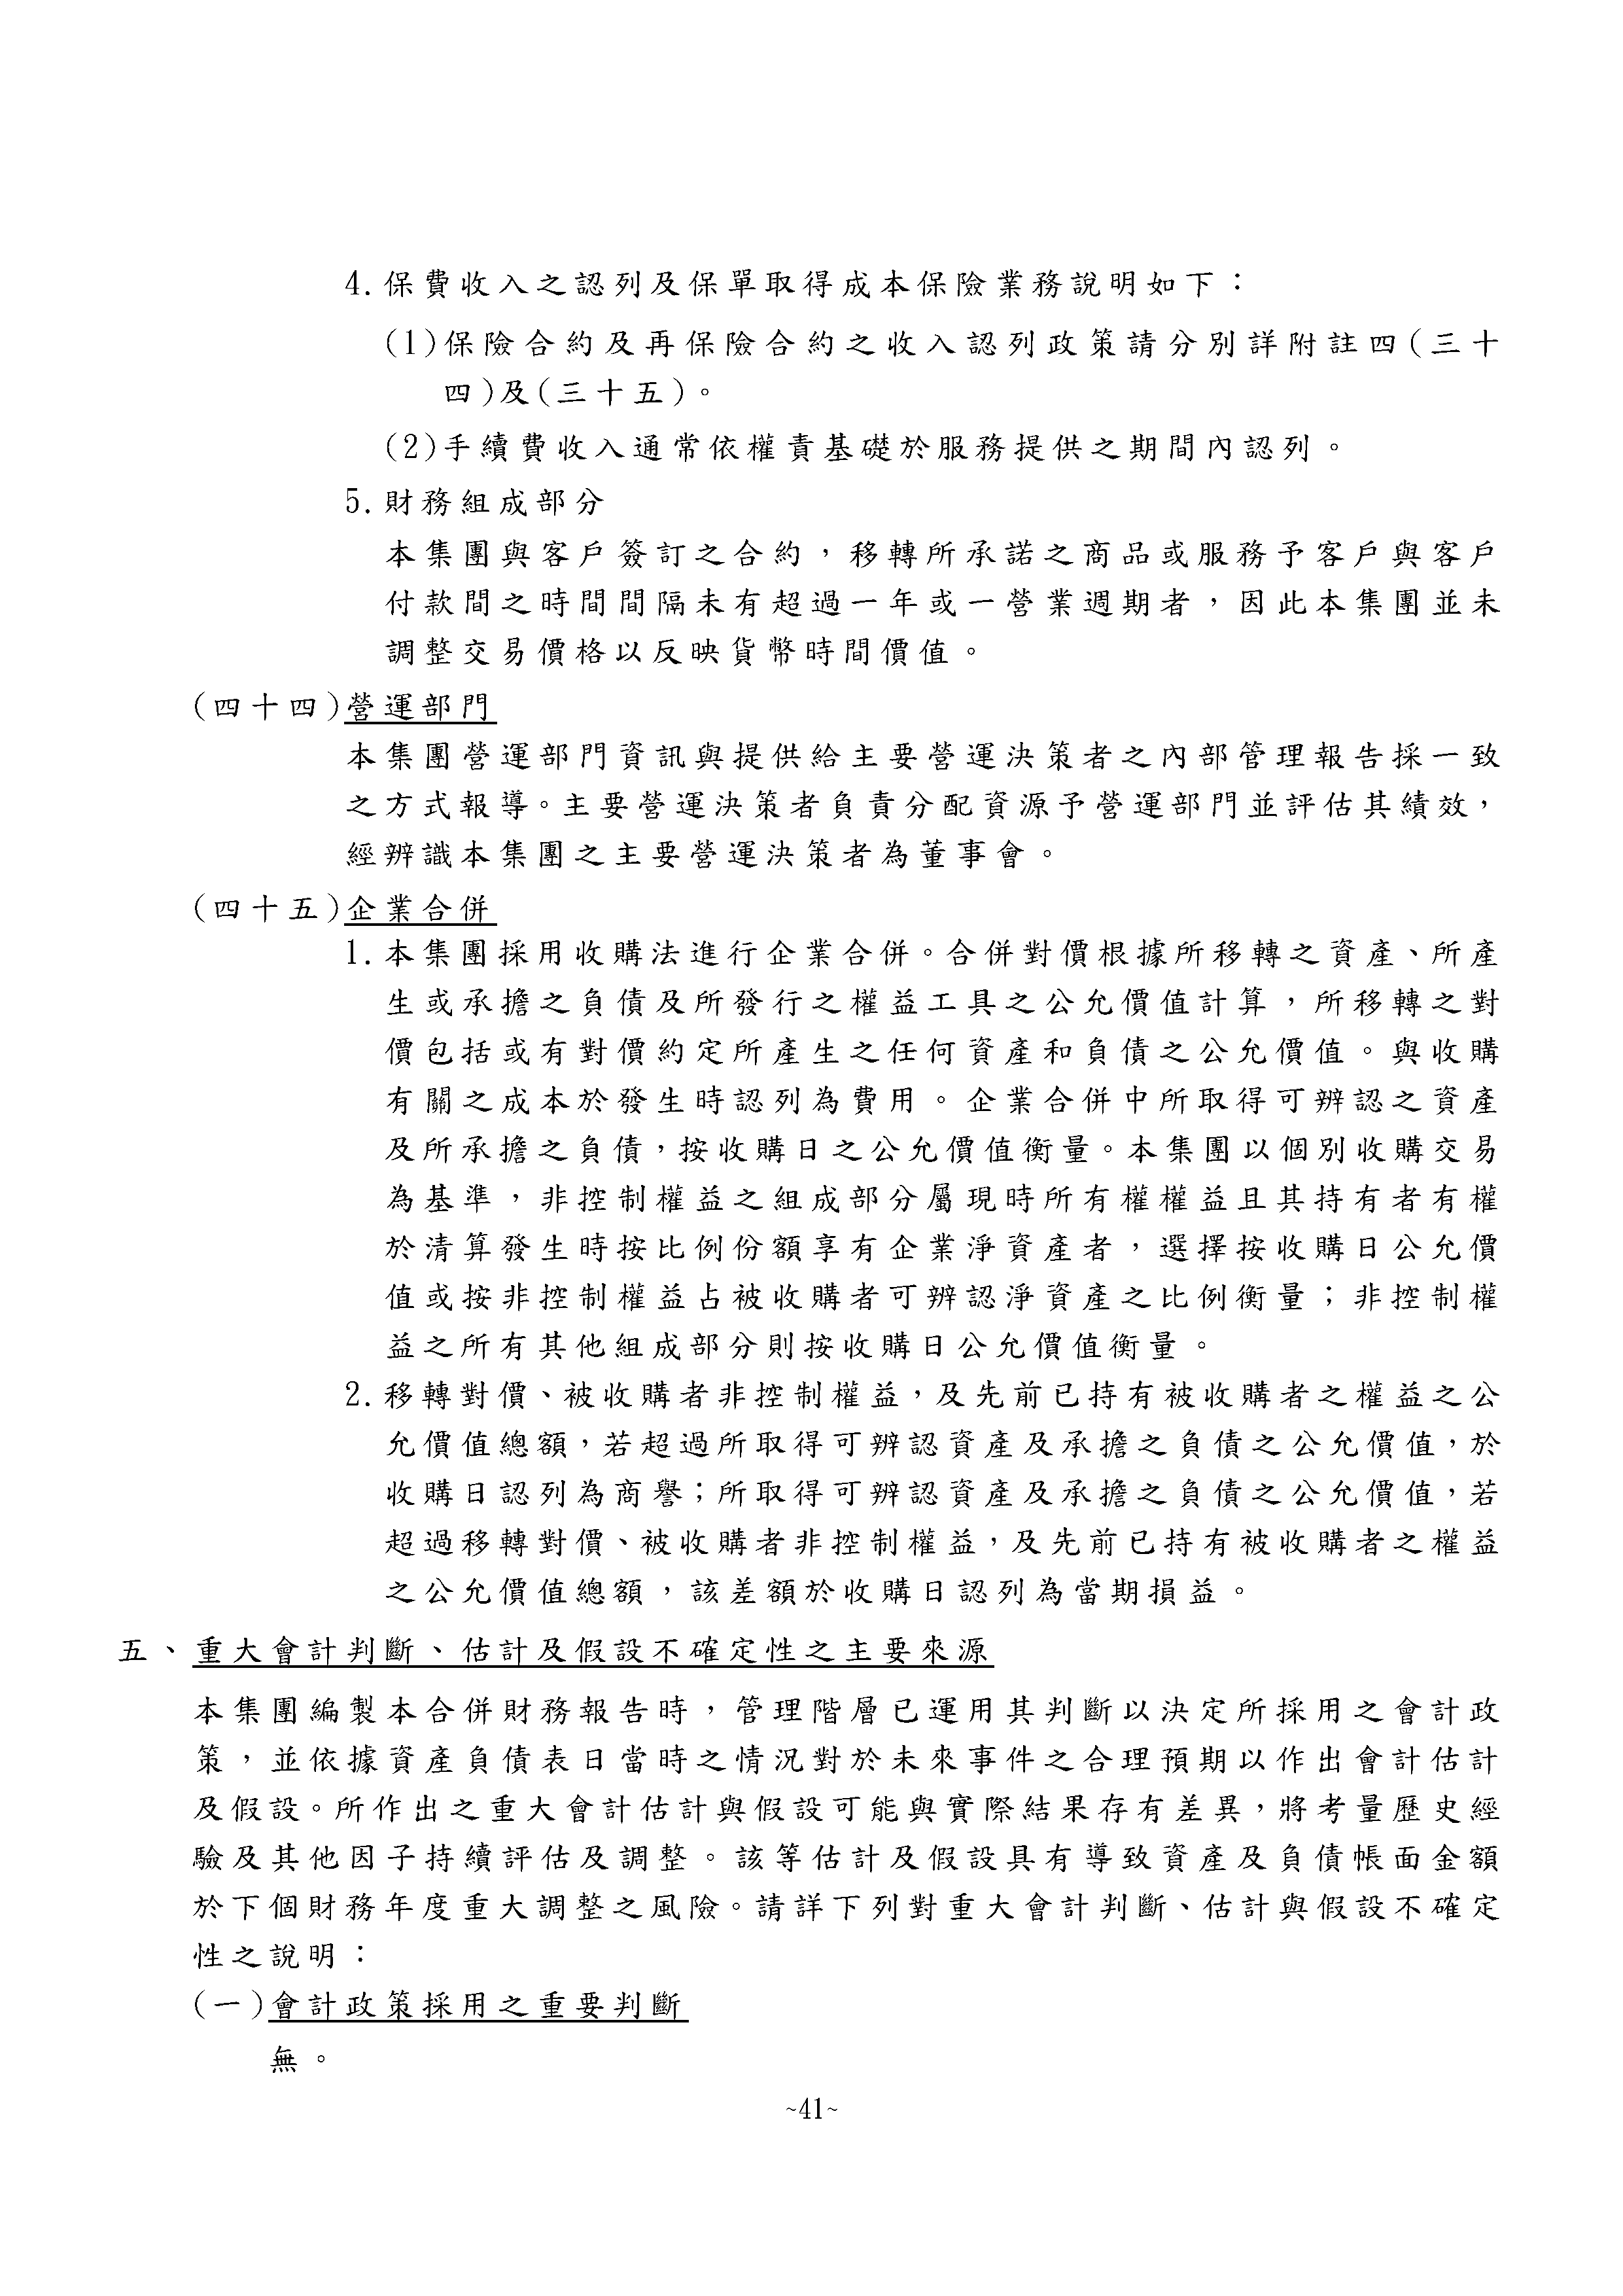 4.保費收入之認列及保單取得成本保險業務說明如下：
(1)保險合約及再保險合約之收入認列政策請分別詳附註四(三十
四)及(三十五)。
(2)手續費收入通常依權責基礎於服務提供之期間內認列。
5.財務組成部分
本集團與客戶簽訂之合約，移轉所承諾之商品或服務予客戶與客戶
付款間之時間間隔未有超過一年或一營業週期者，因此本集團並未
調整交易價格以反映貨幣時間價值。
(四十四)營運部門
本集團營運部門資訊與提供給主要營運決策者之內部管理報告採一致
之方式報導。主要營運決策者負責分配資源予營運部門並評估其績效，
經辨識本集團之主要營運決策者為董事會。
(四十五)企業合併
1.本集團採用收購法進行企業合併。合併對價根據所移轉之資產、所產
生或承擔之負債及所發行之權益工具之公允價值計算，所移轉之對
價包括或有對價約定所產生之任何資產和負債之公允價值。與收購
有關之成本於發生時認列為費用。企業合併中所取得可辨認之資產
及所承擔之負債，按收購日之公允價值衡量。本集團以個別收購交易
為基準，非控制權益之組成部分屬現時所有權權益且其持有者有權
於清算發生時按比例份額享有企業淨資產者，選擇按收購日公允價
值或按非控制權益占被收購者可辨認淨資產之比例衡量；非控制權
益之所有其他組成部分則按收購日公允價值衡量。
2.移轉對價、被收購者非控制權益，及先前已持有被收購者之權益之公
允價值總額，若超過所取得可辨認資產及承擔之負債之公允價值，於
收購日認列為商譽；所取得可辨認資產及承擔之負債之公允價值，若
超過移轉對價、被收購者非控制權益，及先前已持有被收購者之權益
之公允價值總額，該差額於收購日認列為當期損益。
五、重大會計判斷、估計及假設不確定性之主要來源
本集團編製本合併財務報告時，管理階層已運用其判斷以決定所採用之會計政
策，並依據資產負債表日當時之情況對於未來事件之合理預期以作出會計估計
及假設。所作出之重大會計估計與假設可能與實際結果存有差異，將考量歷史經
驗及其他因子持續評估及調整。該等估計及假設具有導致資產及負債帳面金額
於下個財務年度重大調整之風險。請詳下列對重大會計判斷、估計與假設不確定
性之說明：
(一)會計政策採用之重要判斷
無。
~41~